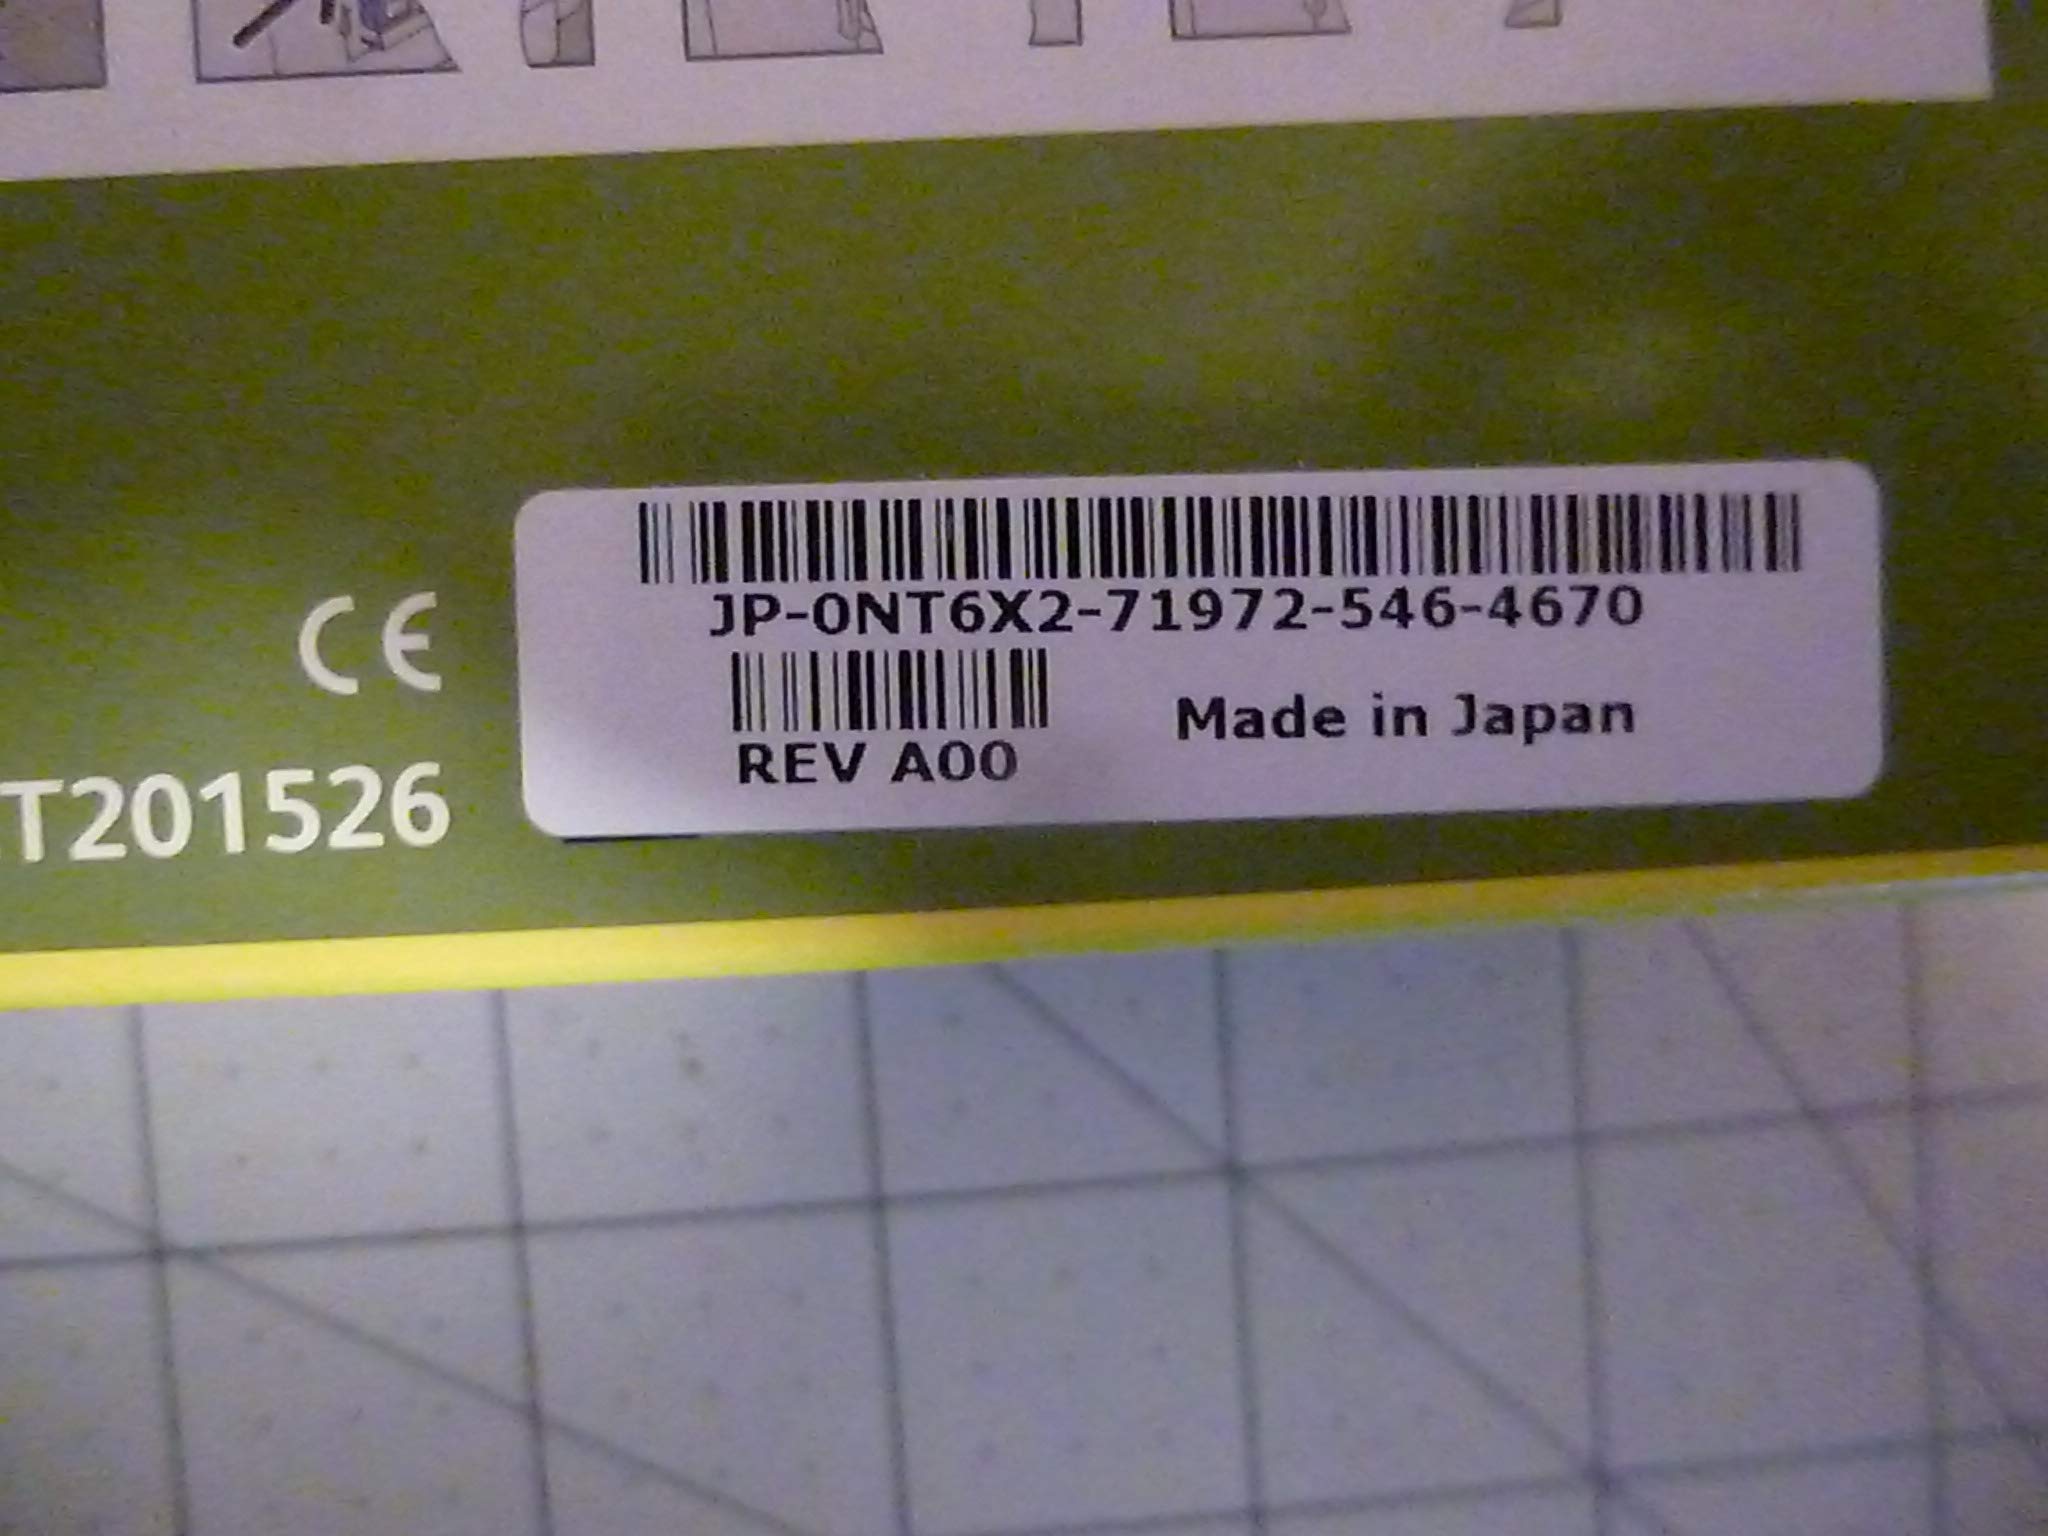 JP-0NT6X2-71972-546-4670
REV A00
Made in Japan
CE
T201526